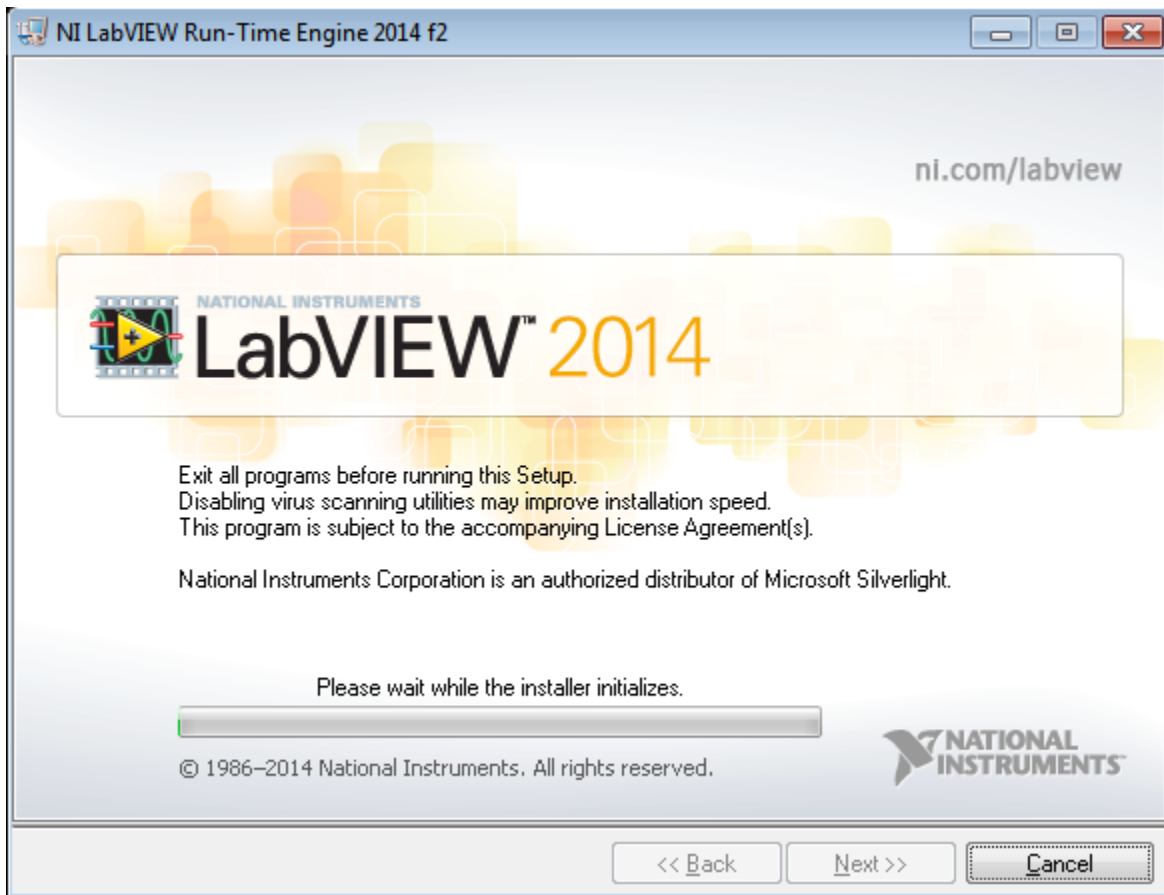 NI LabVIEW Run-Time Engine 2014 f2
ni.com/labview
NATIONAL INSTRUMENTS
LabVIEW™ 2014
Exit all programs before running this Setup.
Disabling virus scanning utilities may improve installation speed.
This program is subject to the accompanying License Agreement(s).
National Instruments Corporation is an authorized distributor of Microsoft Silverlight.
Please wait while the installer initializes.
© 1986–2014 National Instruments. All rights reserved.
NATIONAL
INSTRUMENTS™
<< Back
Next >>
Cancel